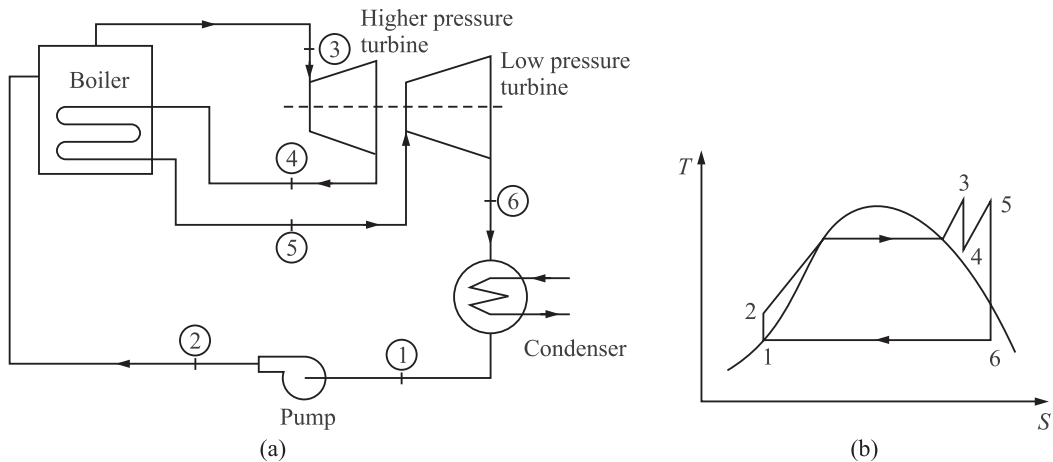 Higher pressure
turbine
3
Low pressure
turbine
Boiler
4
5
6
2
1
Pump
Condenser
(a)
T
3
5
4
2
1
6
S
(b)